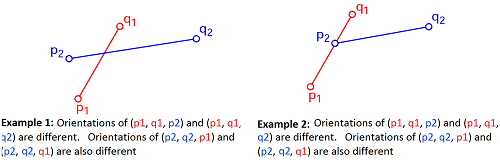 q1
p2
q2
p1
Example 1: Orientations of (p1, q1, p2) and (p1, q1,
q2) are different.   Orientations of (p2, q2, p1) and
(p2, q2, q1) are also different
q1
p2
q2
p1
Example 2: Orientations of (p1, q1, p2) and (p1, q1,
q2) are different.   Orientations of (p2, q2, p1) and
(p2, q2, q1) are also different